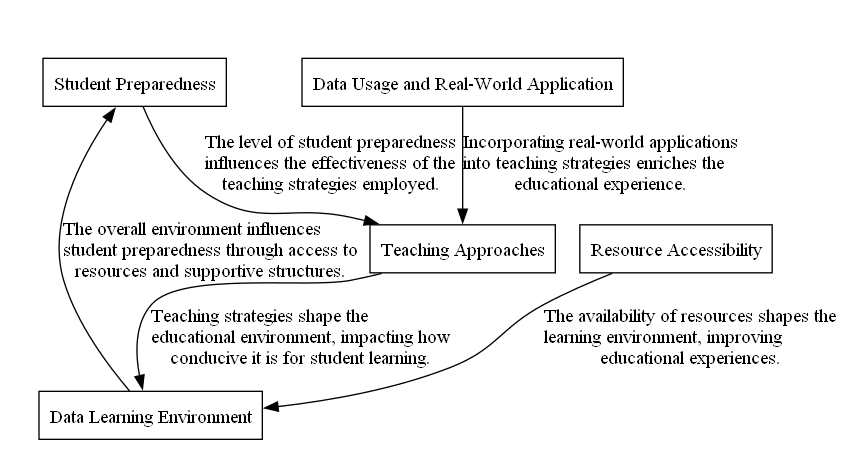 Student Preparedness
Data Usage and Real-World Application
The level of student preparedness
influences the effectiveness of the
teaching strategies employed.
Incorporating real-world applications
into teaching strategies enriches the
educational experience.
The overall environment influences
student preparedness through access to
resources and supportive structures.
Teaching Approaches
Resource Accessibility
Teaching strategies shape the
educational environment, impacting how
conducive it is for student learning.
The availability of resources shapes the
learning environment, improving
educational experiences.
Data Learning Environment